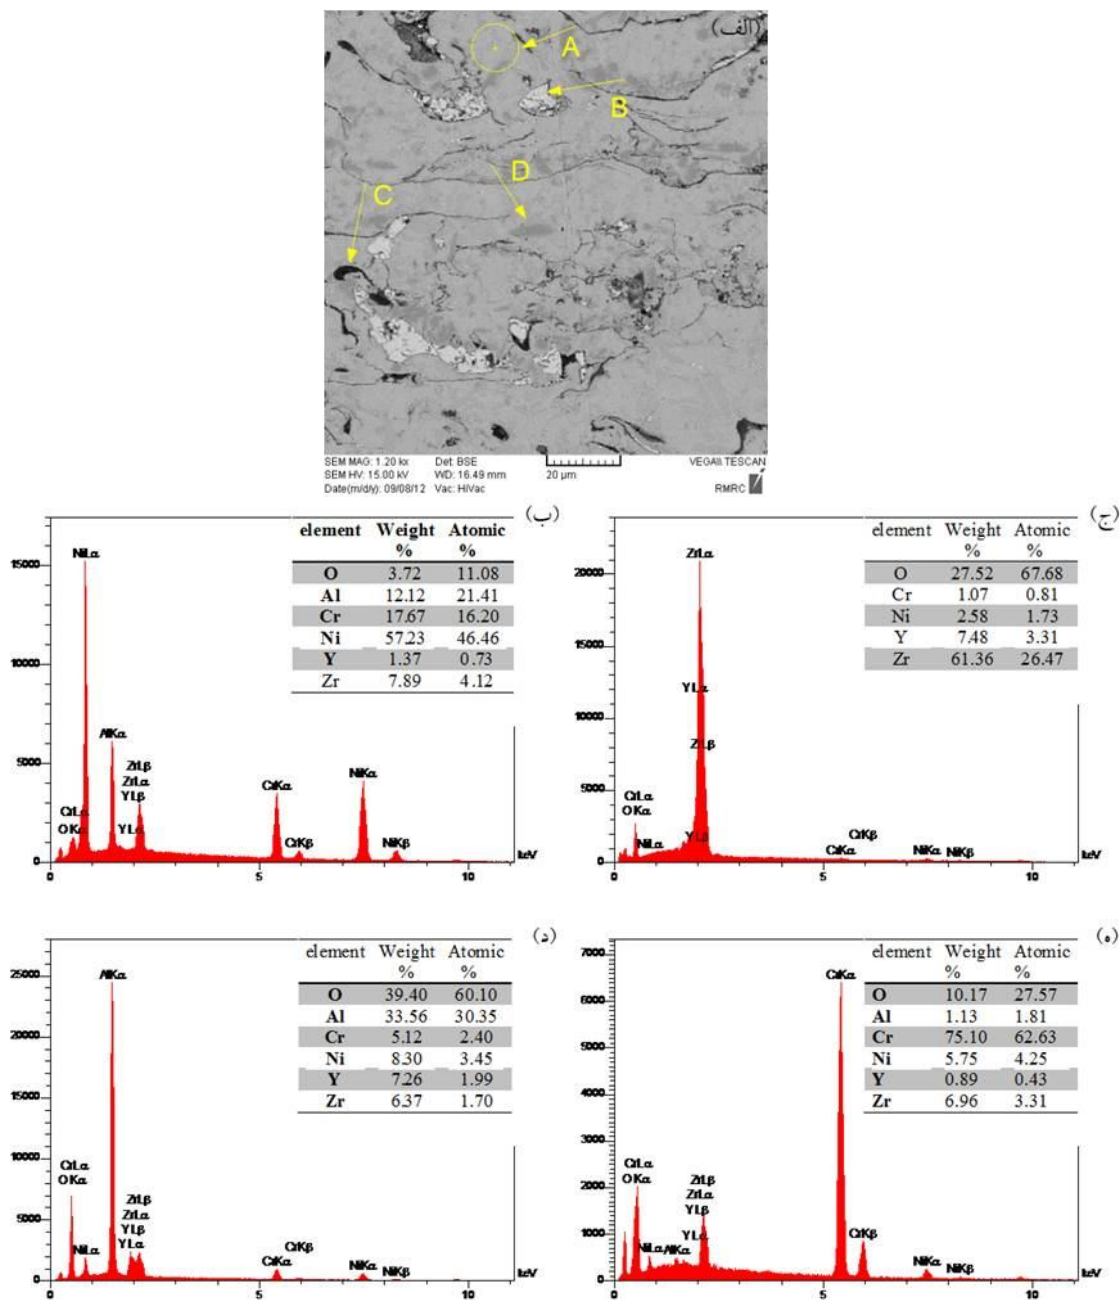 (الف)
A
B
D
C
SEM MAG: 1.20 kx Det: BSE VEGA\\ TESCAN
SEM HV: 15.00 kV WD: 16.49 mm 20 µm
Date(m/d/y): 09/08/12 Vac: HiVac RMRC
(ب)
element Weight % Atomic %
O 3.72 11.08
Al 12.12 21.41
Cr 17.67 16.20
Ni 57.23 46.46
Y 1.37 0.73
Zr 7.89 4.12
15000
10000
5000
0
NiLα
AlKα
ZrLβ
ZrLα
YLβ
YLα
CrLα
OKα
CrKα
CrKβ
NiKα
NiKβ
keV
0 5 10
(ج)
element Weight % Atomic %
O 27.52 67.68
Cr 1.07 0.81
Ni 2.58 1.73
Y 7.48 3.31
Zr 61.36 26.47
20000
15000
10000
5000
0
ZrLα
YLα
ZrLβ
CrLα
OKα
NiLα
YLβ
CrKα
CrKβ
NiKα
NiKβ
keV
0 5 10
(د)
element Weight % Atomic %
O 39.40 60.10
Al 33.56 30.35
Cr 5.12 2.40
Ni 8.30 3.45
Y 7.26 1.99
Zr 6.37 1.70
25000
20000
15000
10000
5000
0
AlKα
CrLα
OKα
NiLα
ZrLβ
ZrLα
YLβ
YLα
CrKα
CrKβ
NiKα
NiKβ
keV
0 5 10
(ه)
element Weight % Atomic %
O 10.17 27.57
Al 1.13 1.81
Cr 75.10 62.63
Ni 5.75 4.25
Y 0.89 0.43
Zr 6.96 3.31
7000
6000
5000
4000
3000
2000
1000
0
CrKα
CrLα
OKα
NiLα
AlKα
ZrLβ
ZrLα
YLβ
YLα
CrKβ
NiKα
NiKβ
keV
0 5 10